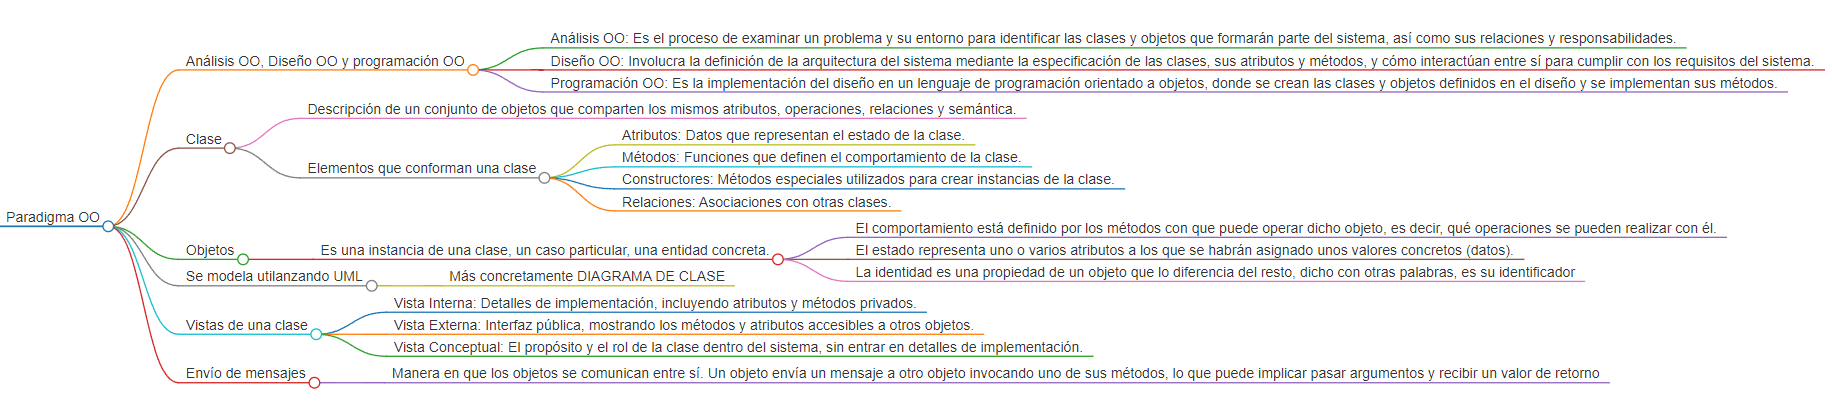 Paradigma OO
Análisis OO, Diseño OO y programación OO
Análisis OO: Es el proceso de examinar un problema y su entorno para identificar las clases y objetos que formarán parte del sistema, así como sus relaciones y responsabilidades.
Diseño OO: Involucra la definición de la arquitectura del sistema mediante la especificación de las clases, sus atributos y métodos, y cómo interactúan entre sí para cumplir con los requisitos del sistema.
Programación OO: Es la implementación del diseño en un lenguaje de programación orientado a objetos, donde se crean las clases y objetos definidos en el diseño y se implementan sus métodos.
Clase
Descripción de un conjunto de objetos que comparten los mismos atributos, operaciones, relaciones y semántica.
Elementos que conforman una clase
Atributos: Datos que representan el estado de la clase.
Métodos: Funciones que definen el comportamiento de la clase.
Constructores: Métodos especiales utilizados para crear instancias de la clase.
Relaciones: Asociaciones con otras clases.
Objetos
Es una instancia de una clase, un caso particular, una entidad concreta.
El comportamiento está definido por los métodos con que puede operar dicho objeto, es decir, qué operaciones se pueden realizar con él.
El estado representa uno o varios atributos a los que se habrán asignado unos valores concretos (datos).
La identidad es una propiedad de un objeto que lo diferencia del resto, dicho con otras palabras, es su identificador
Se modela utilanzando UML
Más concretamente DIAGRAMA DE CLASE
Vistas de una clase
Vista Interna: Detalles de implementación, incluyendo atributos y métodos privados.
Vista Externa: Interfaz pública, mostrando los métodos y atributos accesibles a otros objetos.
Vista Conceptual: El propósito y el rol de la clase dentro del sistema, sin entrar en detalles de implementación.
Envío de mensajes
Manera en que los objetos se comunican entre sí. Un objeto envía un mensaje a otro objeto invocando uno de sus métodos, lo que puede implicar pasar argumentos y recibir un valor de retorno